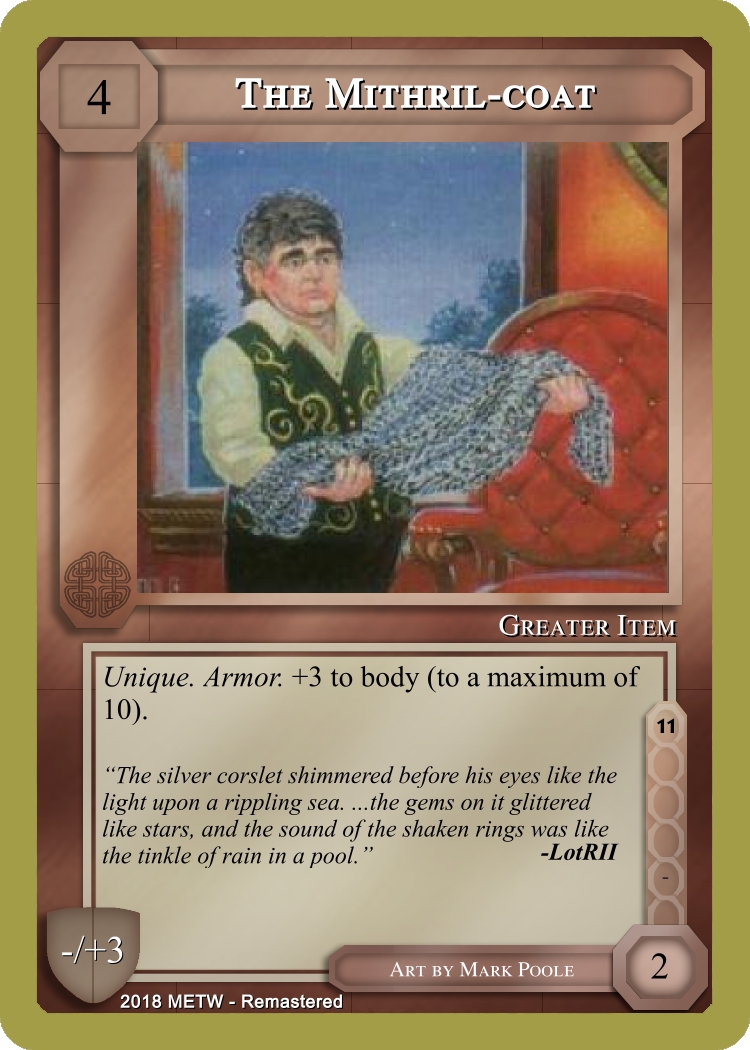 4
The Mithril-coat
Greater Item
Unique. Armor. +3 to body (to a maximum of
10).
11
“The silver corslet shimmered before his eyes like the
light upon a rippling sea. ...the gems on it glittered
like stars, and the sound of the shaken rings was like
the tinkle of rain in a pool.” -LotRII
-
-/+3
Art by Mark Poole
2
2018 METW - Remastered